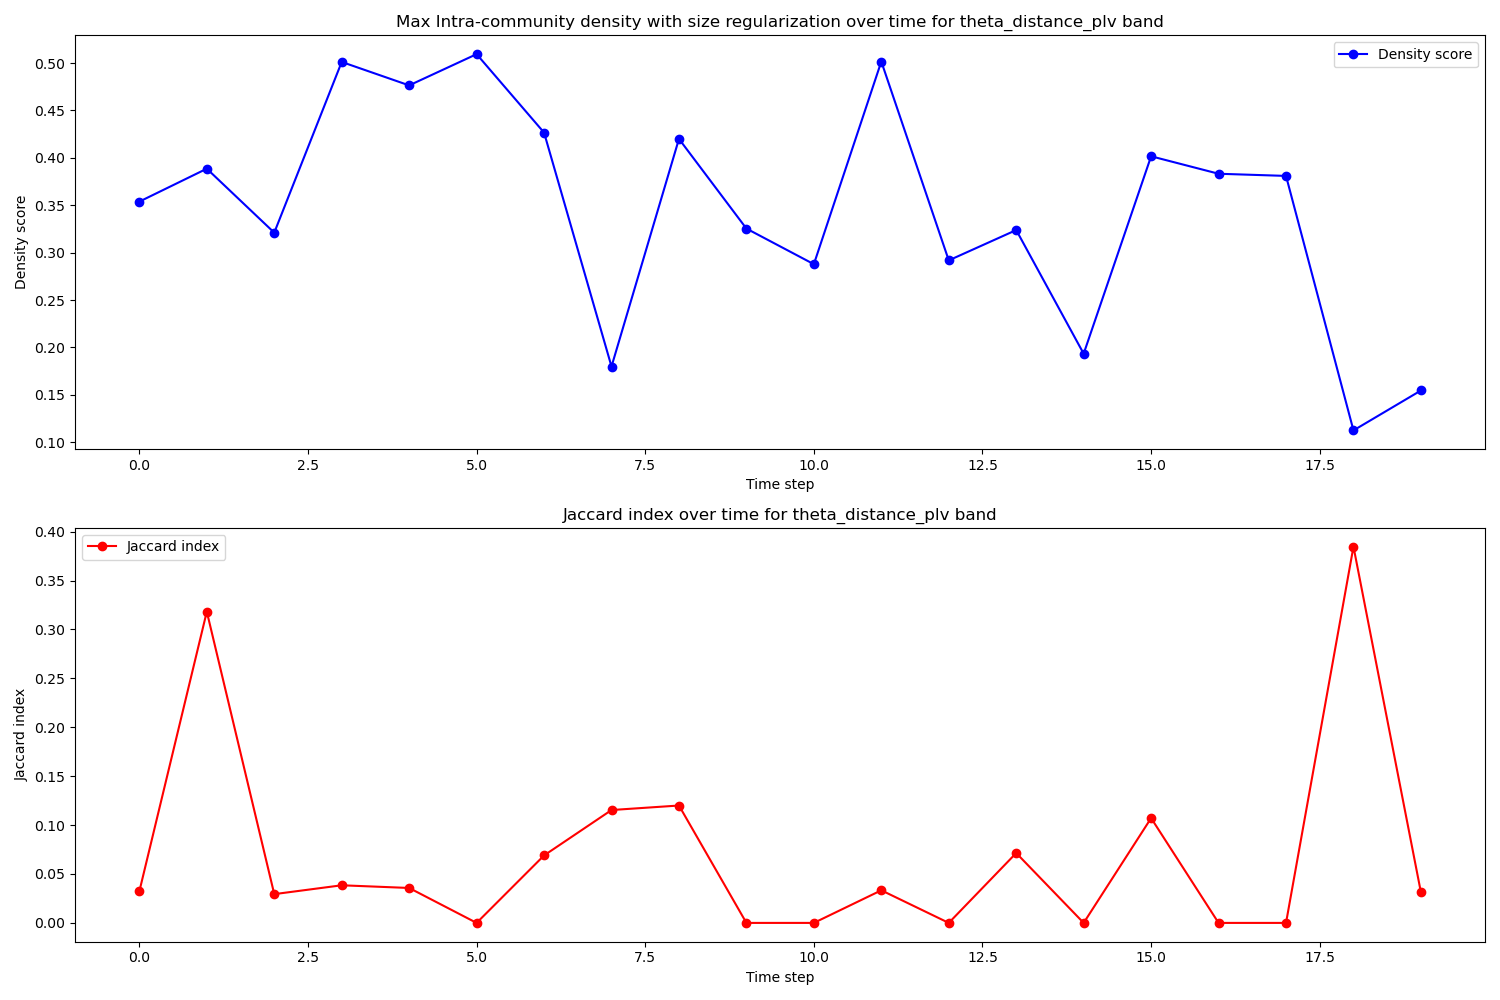 Max Intra-community density with size regularization over time for theta_distance_plv band
Density score
Density score
0.50
0.45
0.40
0.35
0.30
0.25
0.20
0.15
0.10
0.0 2.5 5.0 7.5 10.0 12.5 15.0 17.5
Time step
Jaccard index over time for theta_distance_plv band
Jaccard index
Jaccard index
0.40
0.35
0.30
0.25
0.20
0.15
0.10
0.05
0.00
0.0 2.5 5.0 7.5 10.0 12.5 15.0 17.5
Time step